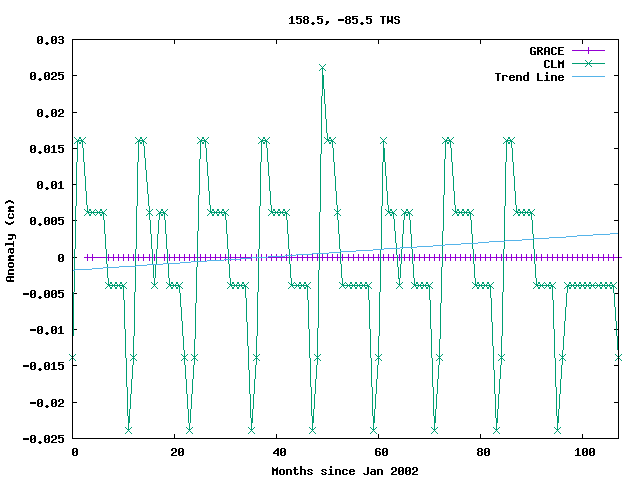 158.5, -85.5 TWS
GRACE
CLM
Trend Line
0.03
0.025
0.02
0.015
0.01
0.005
0
-0.005
-0.01
-0.015
-0.02
-0.025
Anomaly (cm)
0 20 40 60 80 100
Months since Jan 2002